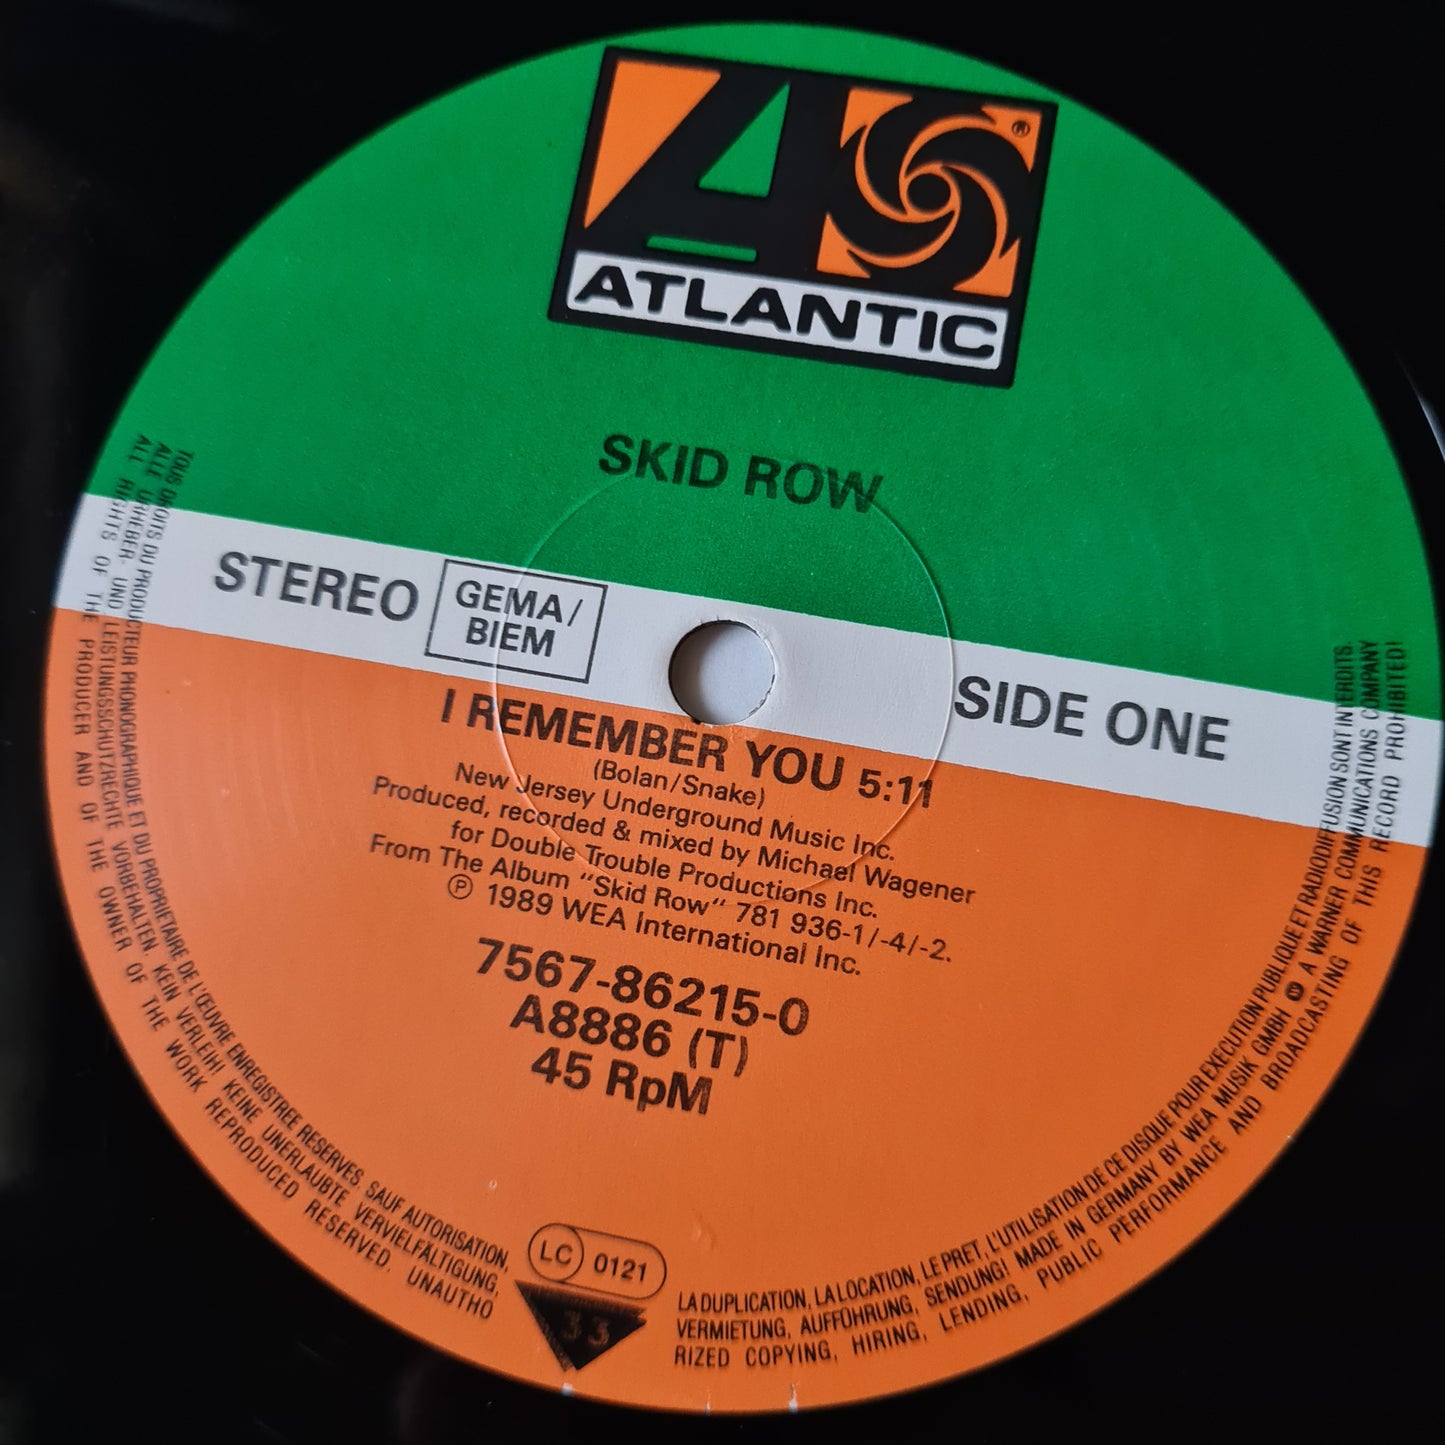 ATLANTIC
®
SKID ROW
STEREO
GEMA/
BIEM
SIDE ONE
I REMEMBER YOU 5:11
(Bolan/Snake)
New Jersey Underground Music Inc.
Produced, recorded & mixed by Michael Wagener
for Double Trouble Productions Inc.
From The Album "Skid Row" 781 936-1/-4/-2.
Ⓟ 1989 WEA International Inc.
7567-86215-0
A8886 (T)
45 RpM
LC 0121
33
TOUS DROITS DU PRODUCTEUR PHONOGRAPHIQUE ET DU PROPRIETAIRE DE L'ŒUVRE ENREGISTREE RESERVES. SAUF AUTORISATION, LA DUPLICATION, LA LOCATION, LE PRET, L'UTILISATION DE CE DISQUE POUR EXECUTION PUBLIQUE ET RADIODIFFUSION SONT INTERDITS.
ALLE URHEBER- UND LEISTUNGSSCHUTZRECHTE VORBEHALTEN. KEIN VERLEIH! KEINE UNERLAUBTE VERVIELFÄLTIGUNG, VERMIETUNG, AUFFÜHRUNG, SENDUNG! MADE IN GERMANY BY WEA MUSIK GMBH A WARNER COMMUNICATIONS COMPANY
ALL RIGHTS OF THE PRODUCER AND OF THE OWNER OF THE WORK REPRODUCED RESERVED. UNAUTHORIZED COPYING, HIRING, LENDING, PUBLIC PERFORMANCE AND BROADCASTING OF THIS RECORD PROHIBITED!